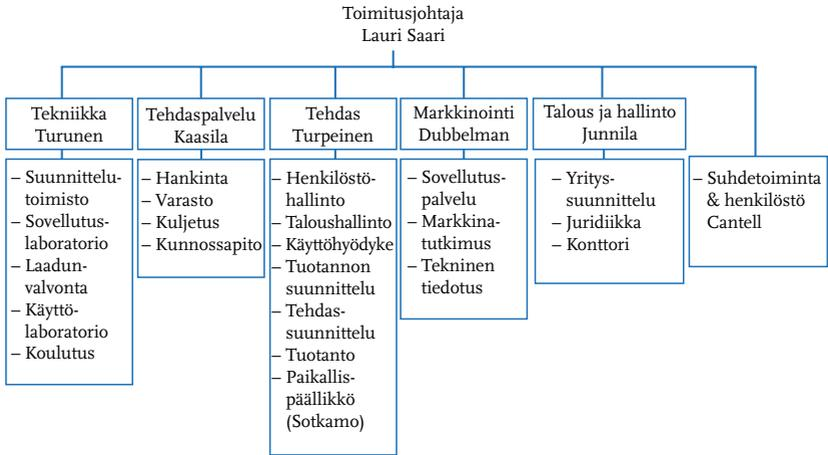 Toimitusjohtaja
Lauri Saari
Tekniikka
Turunen
– Suunnittelu-
toimisto
– Sovellutus-
laboratorio
– Laadun-
valvonta
– Käyttö-
laboratorio
– Koulutus
Tehdaspalvelu
Kaasila
– Hankinta
– Varasto
– Kuljetus
– Kunnossapito
Tehdas
Turpeinen
– Henkilöstö-
hallinto
– Taloushallinto
– Käyttöhyödyke
– Tuotannon
suunnittelu
– Tehdas-
suunnittelu
– Tuotanto
– Paikallis-
päällikkö
(Sotkamo)
Markkinointi
Dubbelman
– Sovellutus-
palvelu
– Markkina-
tutkimus
– Tekninen
tiedotus
Talous ja hallinto
Junnila
– Yritys-
suunnittelu
– Juridiikka
– Konttori
– Suhdetoiminta
& henkilöstö
Cantell